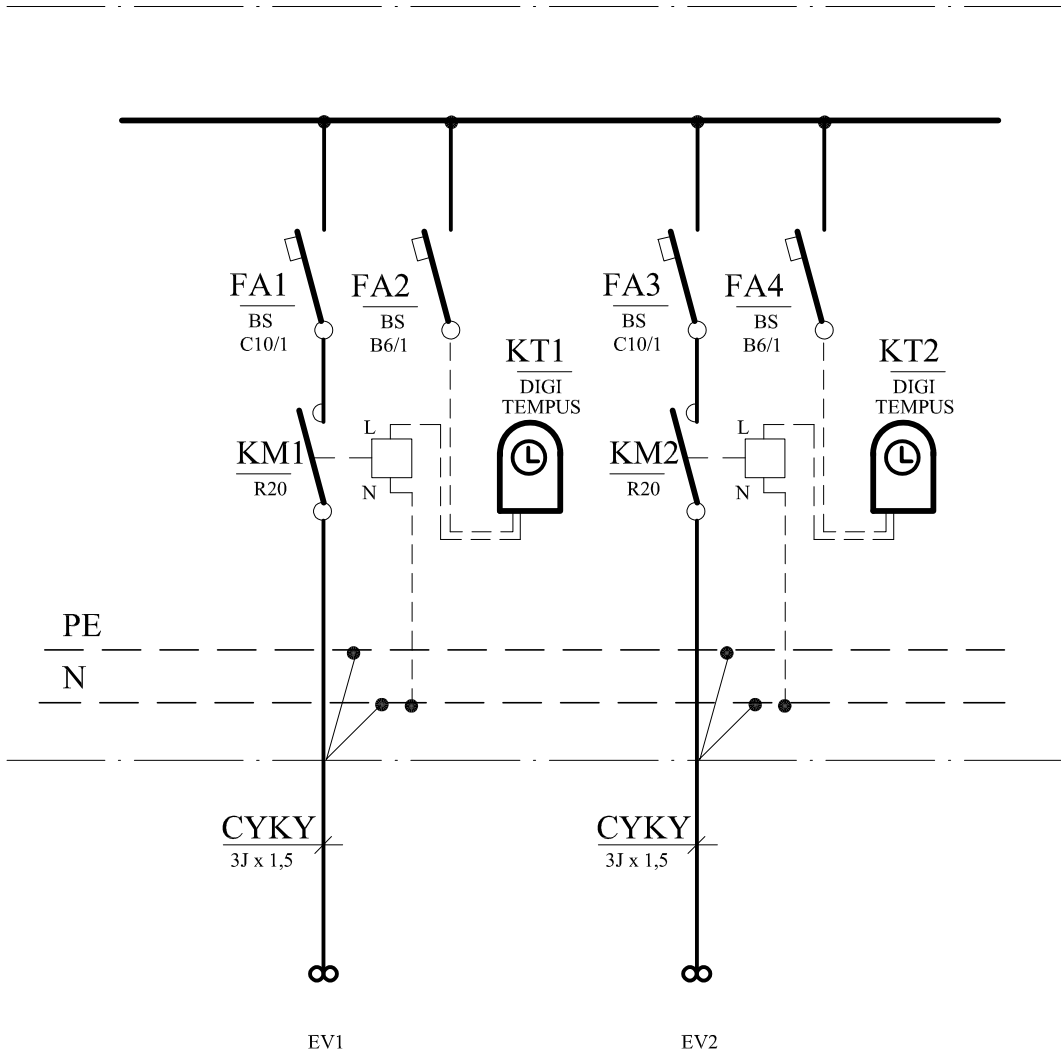 FA1
BS
C10/1
FA2
BS
B6/1
FA3
BS
C10/1
FA4
BS
B6/1
KT1
DIGI
TEMPUS
KT2
DIGI
TEMPUS
KM1
R20
L
N
KM2
R20
L
N
PE
N
CYKY
3J x 1,5
CYKY
3J x 1,5
EV1
EV2